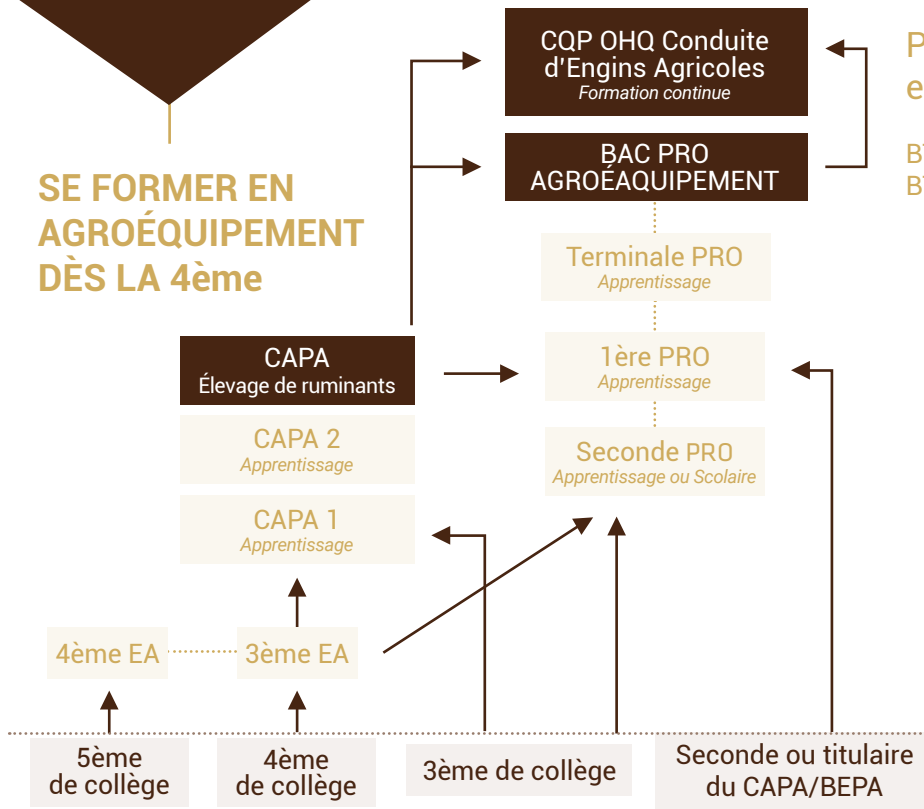 CQP OHQ Conduite
d'Engins Agricoles
Formation continue
BAC PRO
AGROÉAQUIPEMENT
SE FORMER EN
AGROÉQUIPEMENT
DÈS LA 4ème
Terminale PRO
Apprentissage
CAPA
Élevage de ruminants
1ère PRO
Apprentissage
CAPA 2
Apprentissage
Seconde PRO
Apprentissage ou Scolaire
CAPA 1
Apprentissage
4ème EA
3ème EA
5ème
de collège
4ème
de collège
3ème de collège
Seconde ou titulaire
du CAPA/BEPA